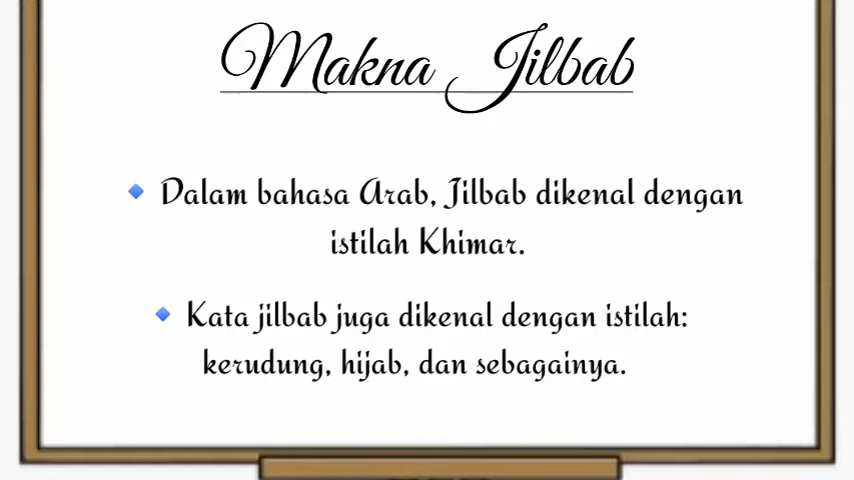 Makna Jilbab
🔹 Dalam bahasa Arab, Jilbab dikenal dengan
istilah Khimar.
🔹 Kata jilbab juga dikenal dengan istilah:
kerudung, hijab, dan sebagainya.